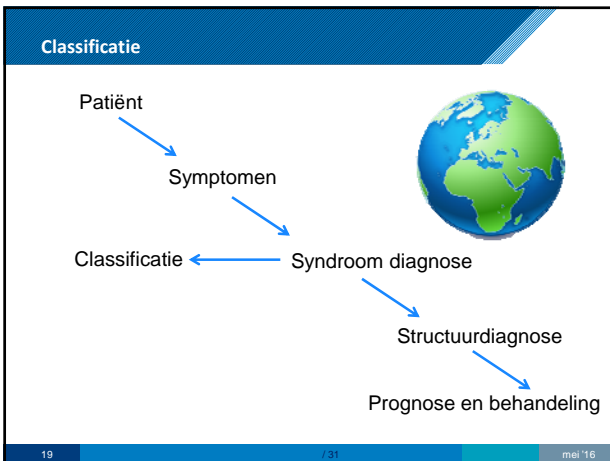 Classificatie
Patiënt
Symptomen
Classificatie
Syndroom diagnose
Structuurdiagnose
Prognose en behandeling
19
/ 31
mei '16